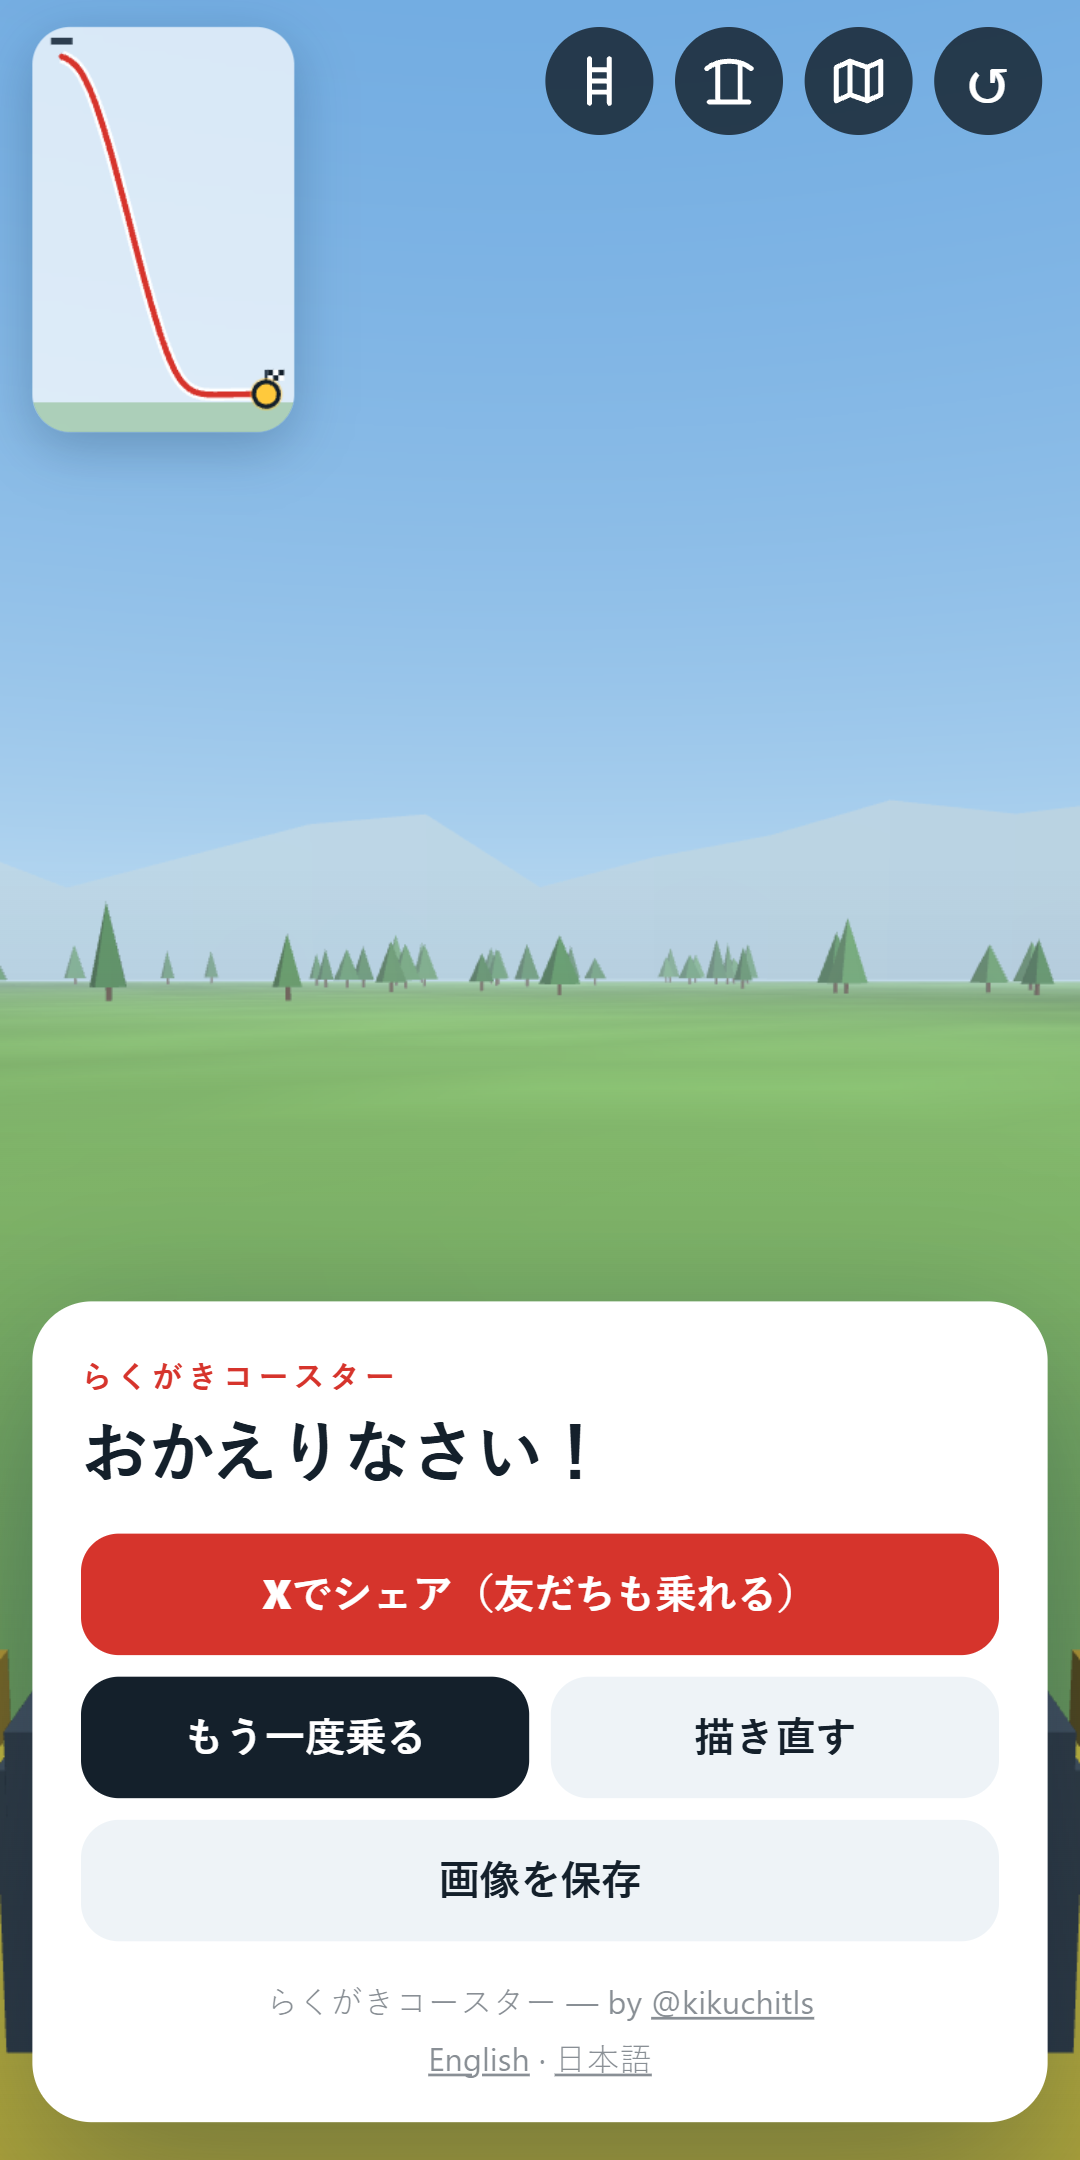 らくがきコースター
おかえりなさい！
Xでシェア（友だちも乗れる）
もう一度乗る
描き直す
画像を保存
らくがきコースター — by @kikuchitls
English · 日本語